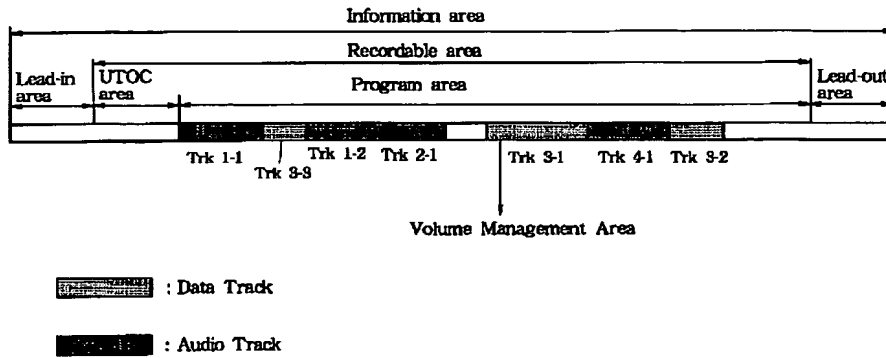 Information area
Recordable area
Lead-in area
UTOC area
Program area
Lead-out area
Trk 1-1
Trk 3-3
Trk 1-2
Trk 2-1
Trk 3-1
Trk 4-1
Trk 3-2
Volume Management Area
: Data Track
: Audio Track